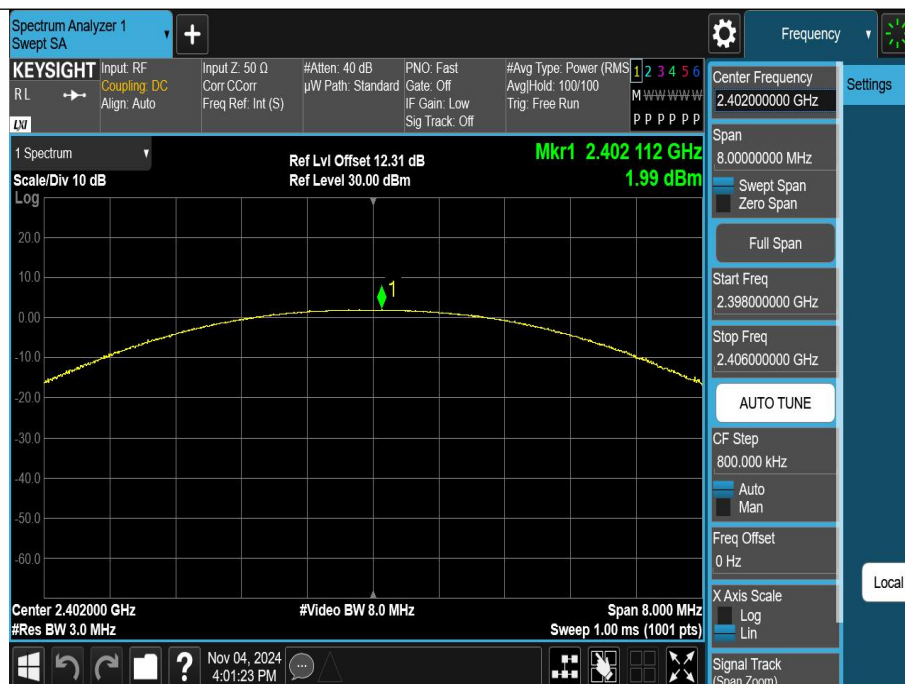 Spectrum Analyzer 1
Swept SA
Frequency
KEYSIGHT
RL
LXI
Input: RF
Coupling: DC
Align: Auto
Input Z: 50 Ω
Corr CCorr
Freq Ref: Int (S)
#Atten: 40 dB
µW Path: Standard
PNO: Fast
Gate: Off
IF Gain: Low
Sig Track: Off
#Avg Type: Power (RMS
Avg|Hold: 100/100
Trig: Free Run
1 2 3 4 5 6
M W W W W W
P P P P P P
1 Spectrum
Scale/Div 10 dB
Log
Ref Lvl Offset 12.31 dB
Ref Level 30.00 dBm
Mkr1 2.402 112 GHz
1.99 dBm
20.0
10.0
0.00
-10.0
-20.0
-30.0
-40.0
-50.0
-60.0
1
Center 2.402000 GHz
#Res BW 3.0 MHz
#Video BW 8.0 MHz
Span 8.000 MHz
Sweep 1.00 ms (1001 pts)
Nov 04, 2024
4:01:23 PM
Center Frequency
2.402000000 GHz
Settings
Span
8.00000000 MHz
Swept Span
Zero Span
Full Span
Start Freq
2.398000000 GHz
Stop Freq
2.406000000 GHz
AUTO TUNE
CF Step
800.000 kHz
Auto
Man
Freq Offset
0 Hz
X Axis Scale
Log
Lin
Local
Signal Track
(Span Zoom)